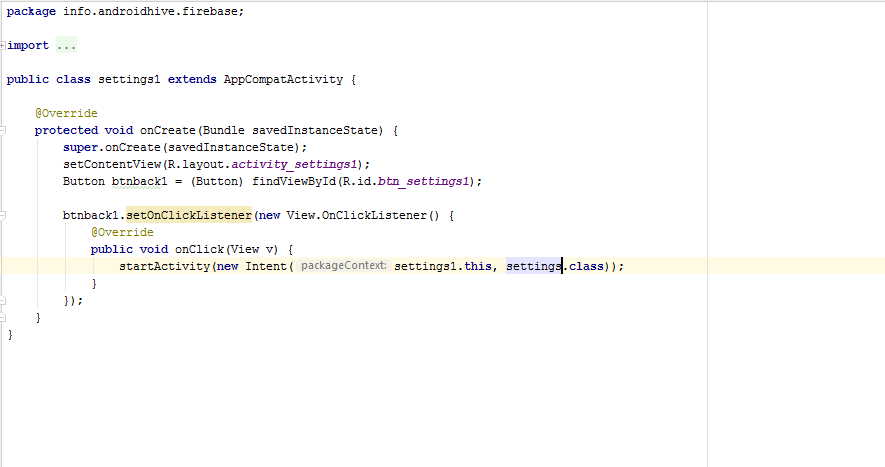 package info.androidhive.firebase;
import ...
public class settings1 extends AppCompatActivity {
@Override
protected void onCreate(Bundle savedInstanceState) {
super.onCreate(savedInstanceState);
setContentView(R.layout.activity_settings1);
Button btnback1 = (Button) findViewById(R.id.btn_settings1);
btnback1.setOnClickListener(new View.OnClickListener() {
@Override
public void onClick(View v) {
startActivity(new Intent( packageContext: settings1.this, settings.class));
}
});
}
}